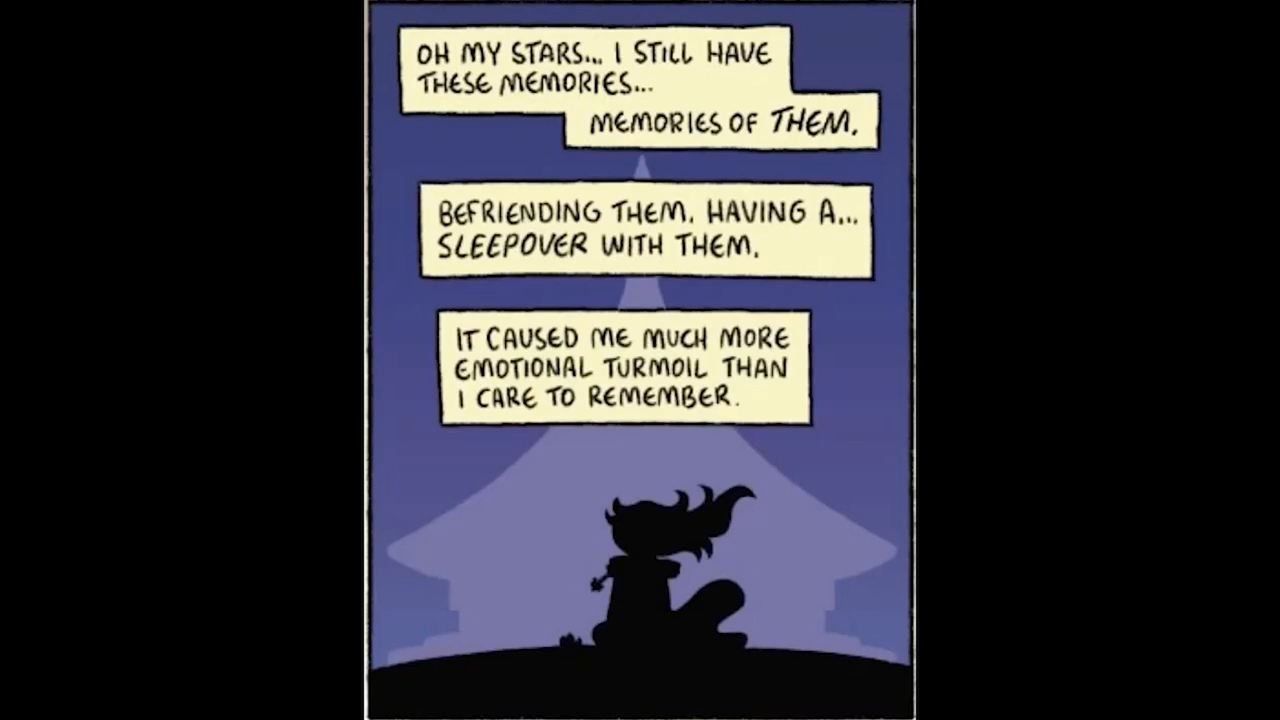 OH MY STARS... I STILL HAVE
THESE MEMORIES...
MEMORIES OF THEM.
BEFRIENDING THEM. HAVING A...
SLEEPOVER WITH THEM.
IT CAUSED ME MUCH MORE
EMOTIONAL TURMOIL THAN
I CARE TO REMEMBER.